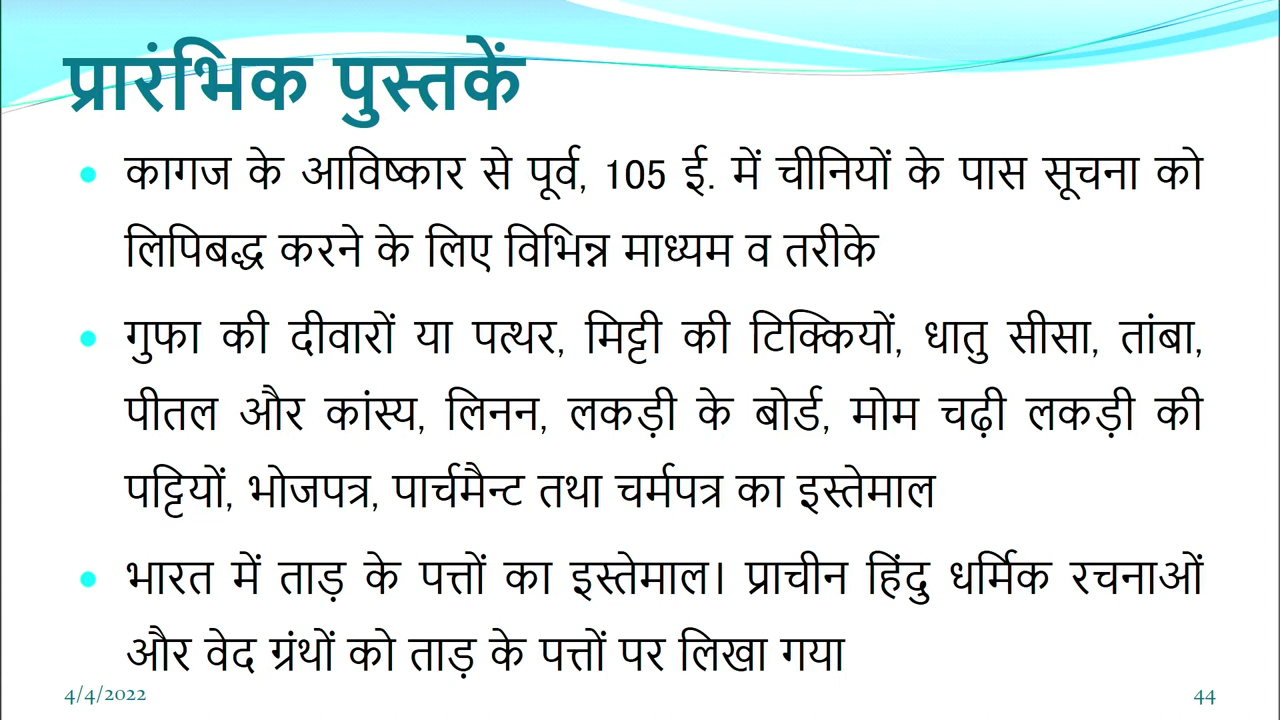 प्रारंभिक पुस्तकें
• कागज के आविष्कार से पूर्व, 105 ई. में चीनियों के पास सूचना को
लिपिबद्ध करने के लिए विभिन्न माध्यम व तरीके
• गुफा की दीवारों या पत्थर, मिट्टी की टिक्कियों, धातु सीसा, तांबा,
पीतल और कांस्य, लिनन, लकड़ी के बोर्ड, मोम चढ़ी लकड़ी की
पट्टियों, भोजपत्र, पार्चमैन्ट तथा चर्मपत्र का इस्तेमाल
• भारत में ताड़ के पत्तों का इस्तेमाल। प्राचीन हिंदु धर्मिक रचनाओं
और वेद ग्रंथों को ताड़ के पत्तों पर लिखा गया
4/4/2022
44